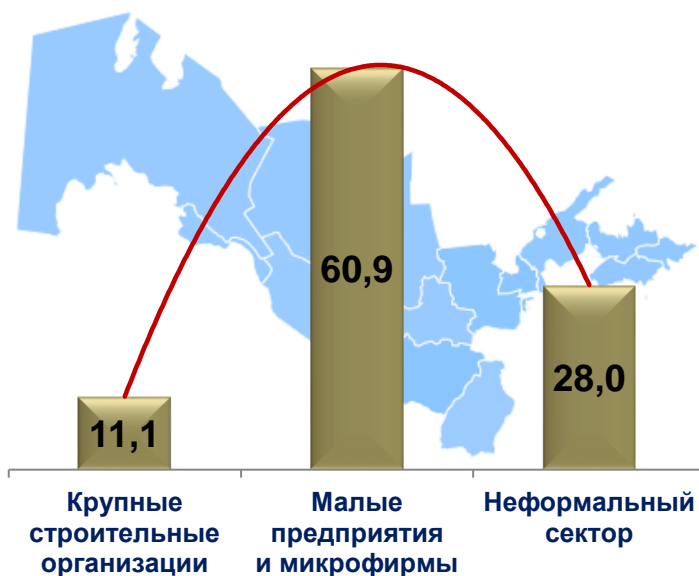 60,9
28,0
11,1
Крупные
строительные
организации
Малые
предприятия
и микрофирмы
Неформальный
сектор